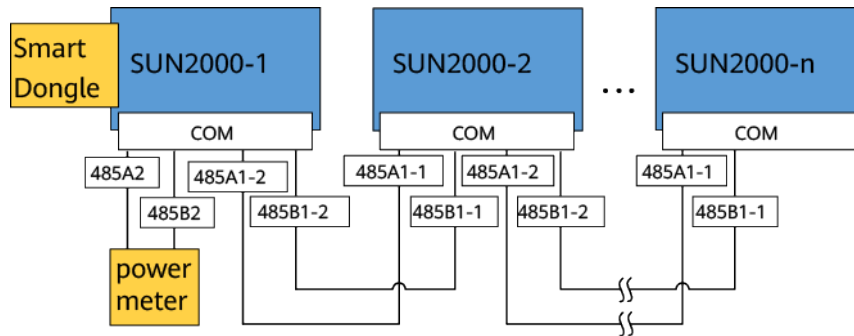 Smart
Dongle
SUN2000-1
SUN2000-2
...
SUN2000-n
COM
COM
COM
485A2
485A1-2
485A1-1
485A1-2
485A1-1
485B2
485B1-2
485B1-1
485B1-2
485B1-1
power
meter